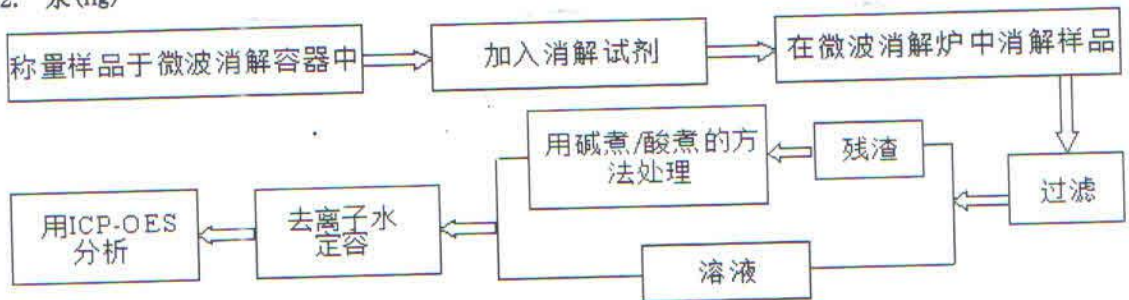 2. 汞(Hg)
称量样品于微波消解容器中
加入消解试剂
在微波消解炉中消解样品
过滤
残渣
用碱煮/酸煮的方
法处理
溶液
去离子水
定容
用ICP-OES
分析